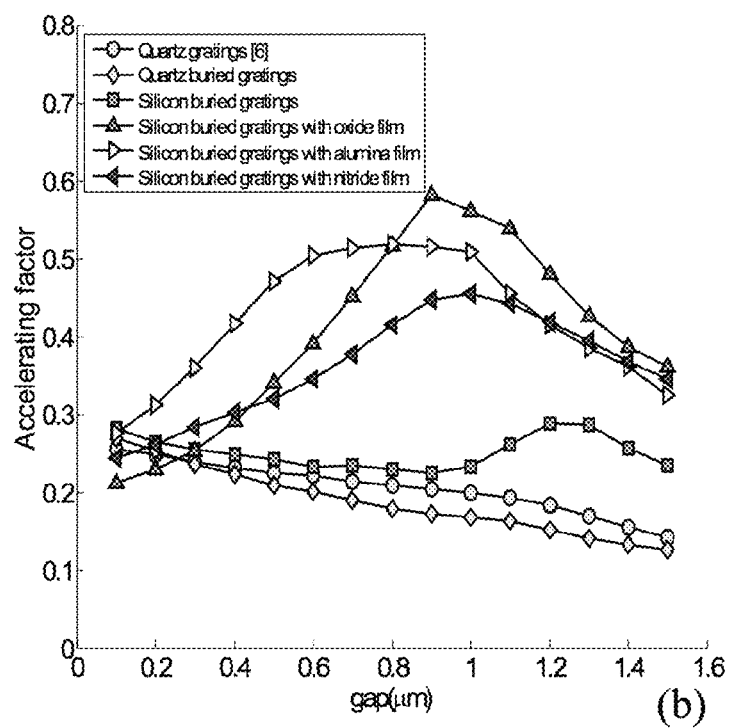 0.8
0.7
0.6
0.5
0.4
0.3
0.2
0.1
0
Accelerating factor
Quartz gratings [6]
Quartz buried gratings
Silicon buried gratings
Silicon buried gratings with oxide film
Silicon buried gratings with alumina film
Silicon buried gratings with nitride film
0 0.2 0.4 0.6 0.8 1 1.2 1.4 1.6
gap(μm)
(b)